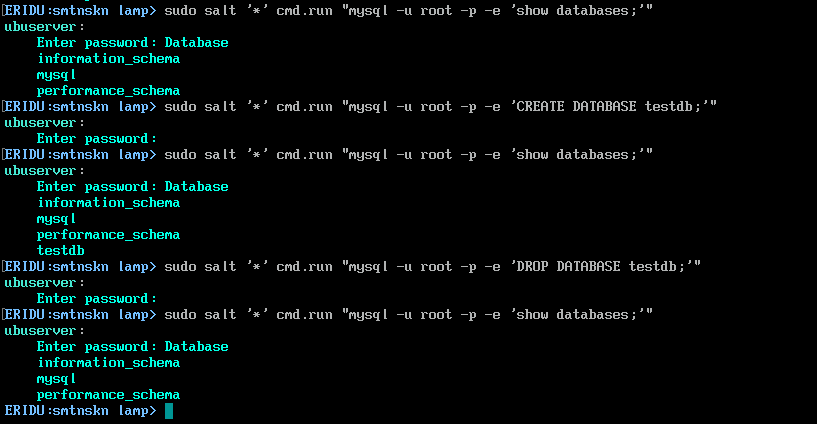 [ERIDU:smtnskn lamp> sudo salt '*' cmd.run "mysql -u root -p -e 'show databases;'"
ubuserver:
    Enter password: Database
    information_schema
    mysql
    performance_schema
[ERIDU:smtnskn lamp> sudo salt '*' cmd.run "mysql -u root -p -e 'CREATE DATABASE testdb;'"
ubuserver:
    Enter password:
[ERIDU:smtnskn lamp> sudo salt '*' cmd.run "mysql -u root -p -e 'show databases;'"
ubuserver:
    Enter password: Database
    information_schema
    mysql
    performance_schema
    testdb
[ERIDU:smtnskn lamp> sudo salt '*' cmd.run "mysql -u root -p -e 'DROP DATABASE testdb;'"
ubuserver:
    Enter password:
[ERIDU:smtnskn lamp> sudo salt '*' cmd.run "mysql -u root -p -e 'show databases;'"
ubuserver:
    Enter password: Database
    information_schema
    mysql
    performance_schema
ERIDU:smtnskn lamp>